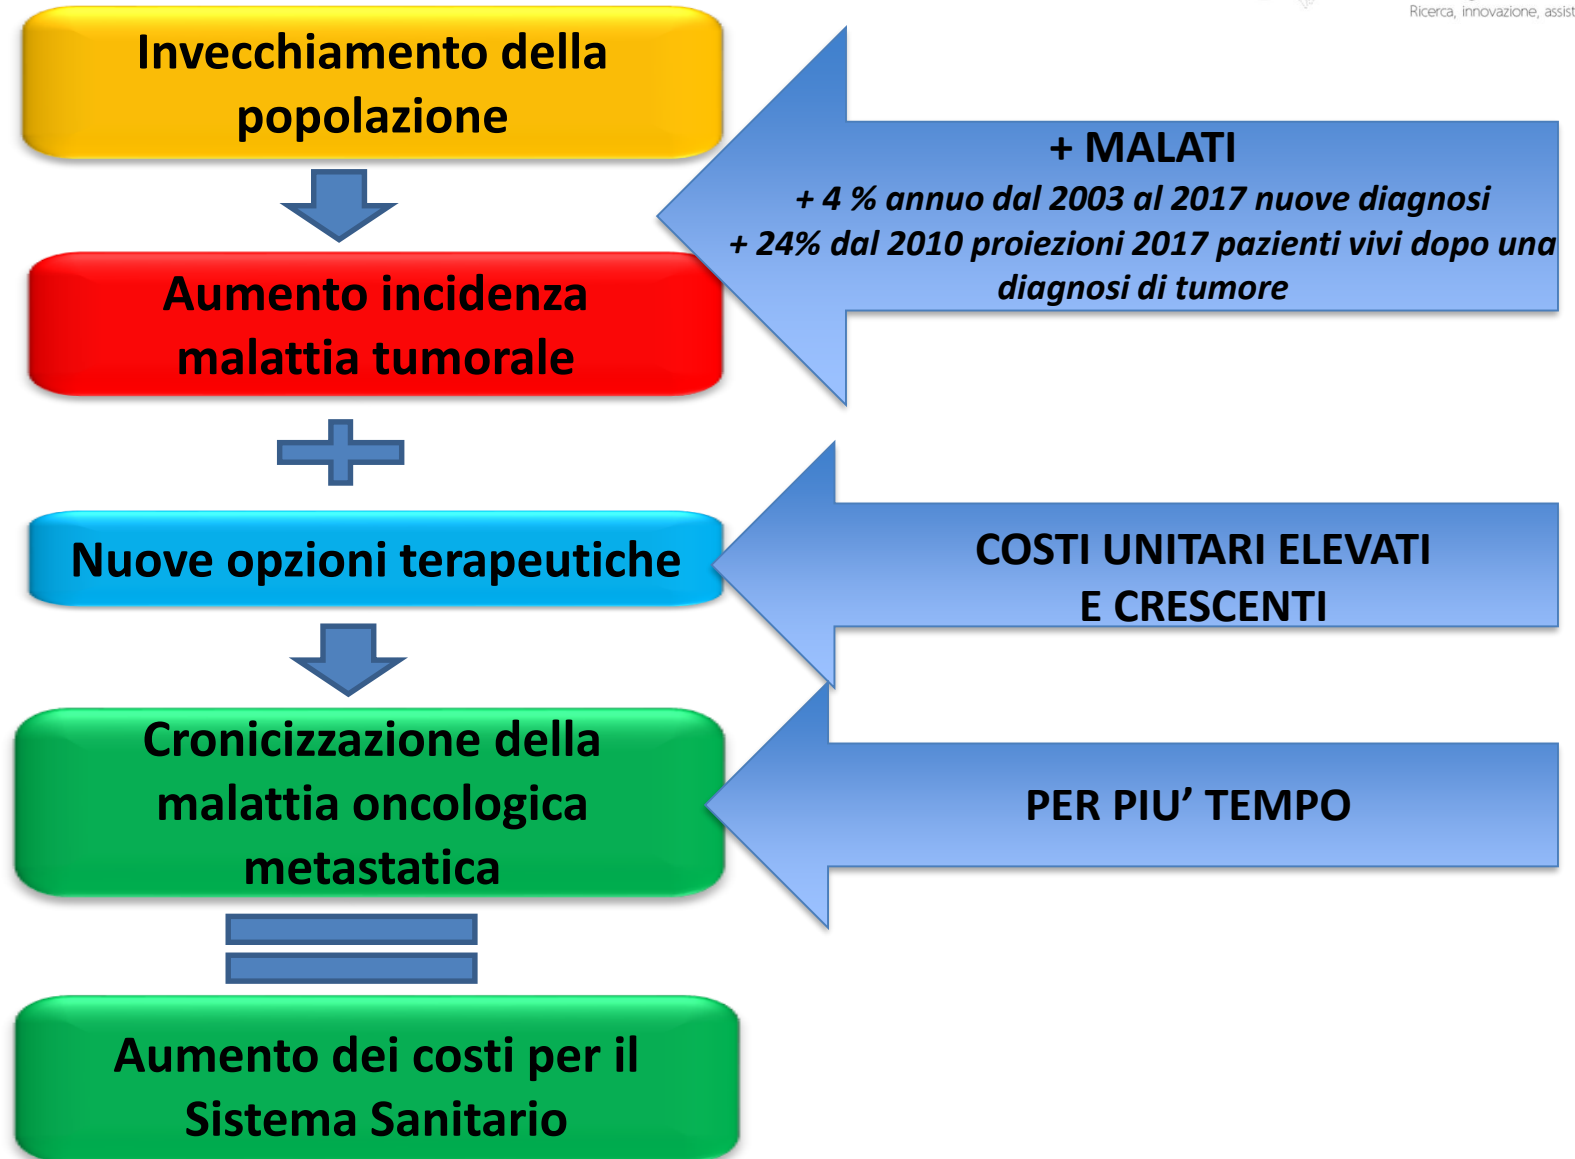 Ricerca, innovazione, assist
Invecchiamento della
popolazione
+ MALATI
+ 4 % annuo dal 2003 al 2017 nuove diagnosi
+ 24% dal 2010 proiezioni 2017 pazienti vivi dopo una
diagnosi di tumore
Aumento incidenza
malattia tumorale
Nuove opzioni terapeutiche
COSTI UNITARI ELEVATI
E CRESCENTI
Cronicizzazione della
malattia oncologica
metastatica
PER PIU’ TEMPO
Aumento dei costi per il
Sistema Sanitario